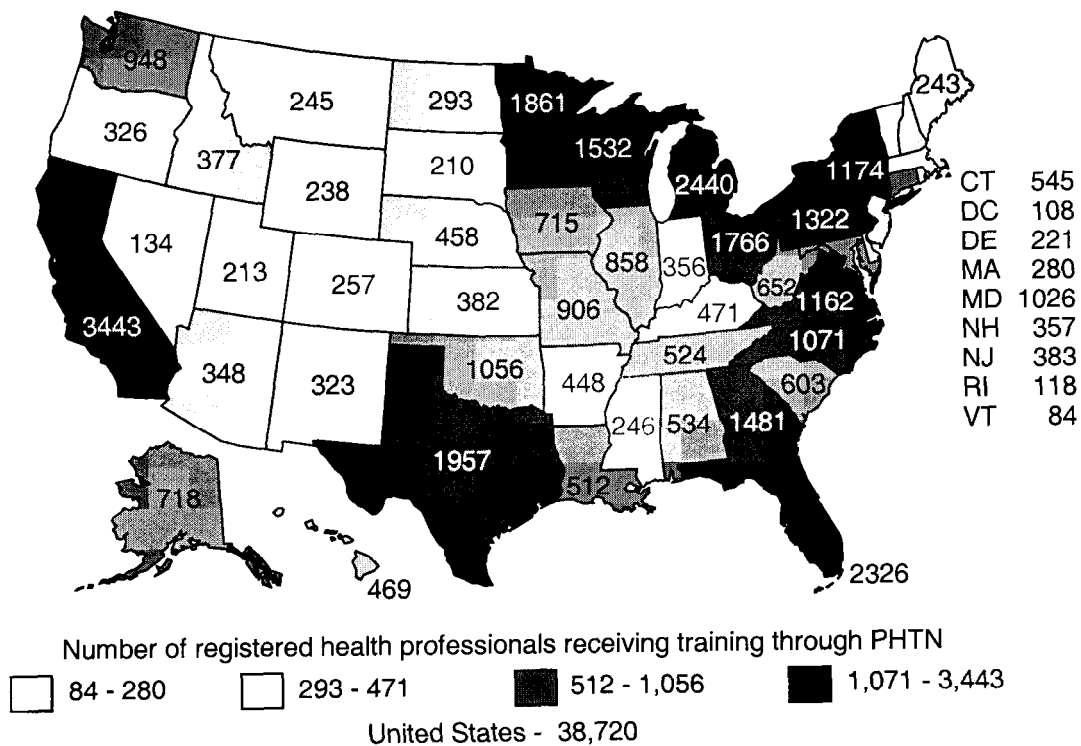 948
245
293
1861
243
326
377
1532
1174
238
210
2440
CT 545
DC 108
DE 221
MA 280
MD 1026
NH 357
NJ 383
RI 118
VT 84
134
213
257
458
715
858
356
1766
1322
652
1162
3443
382
906
471
1071
348
323
1056
448
524
603
246
534
1481
1957
512
718
469
2326
Number of registered health professionals receiving training through PHTN
84 - 280
293 - 471
512 - 1,056
1,071 - 3,443
United States - 38,720